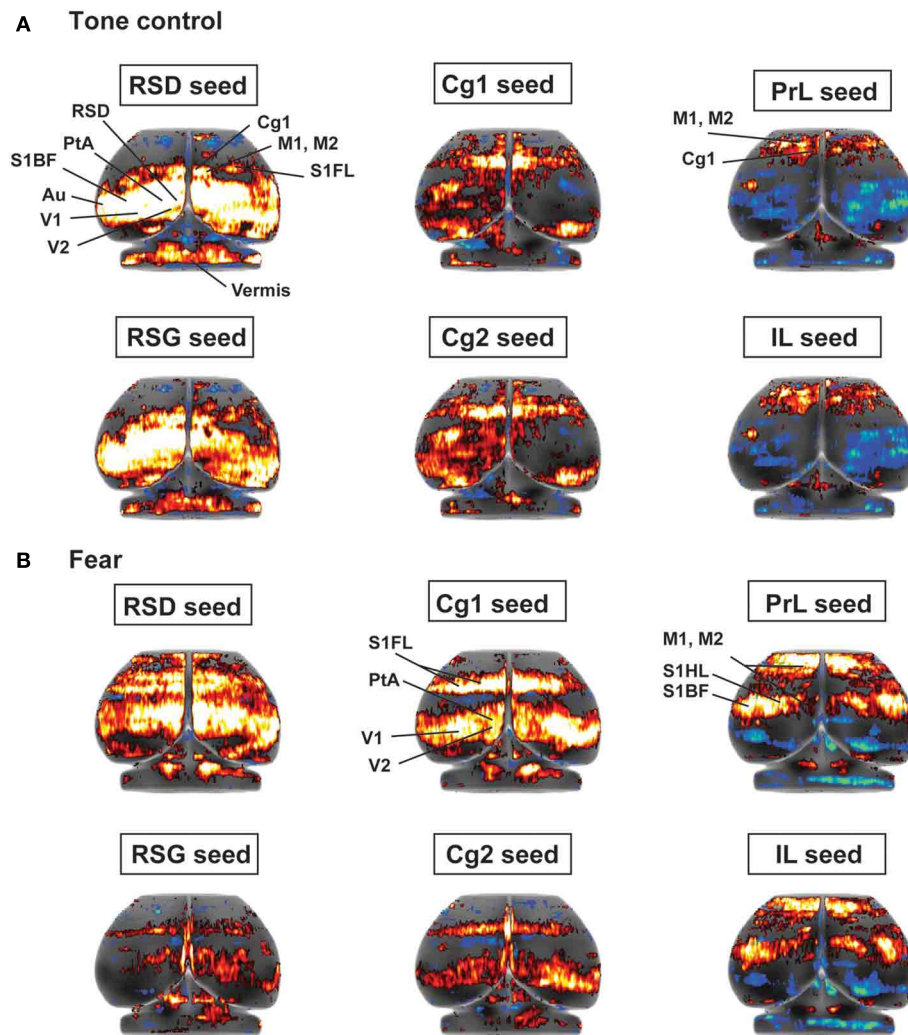 A Tone control
RSD seed
Cg1 seed
PrL seed
RSD
PtA
S1BF
Au
V1
V2
Cg1
M1, M2
S1FL
Vermis
M1, M2
Cg1
RSG seed
Cg2 seed
IL seed
B Fear
RSD seed
Cg1 seed
PrL seed
S1FL
PtA
V1
V2
M1, M2
S1HL
S1BF
RSG seed
Cg2 seed
IL seed